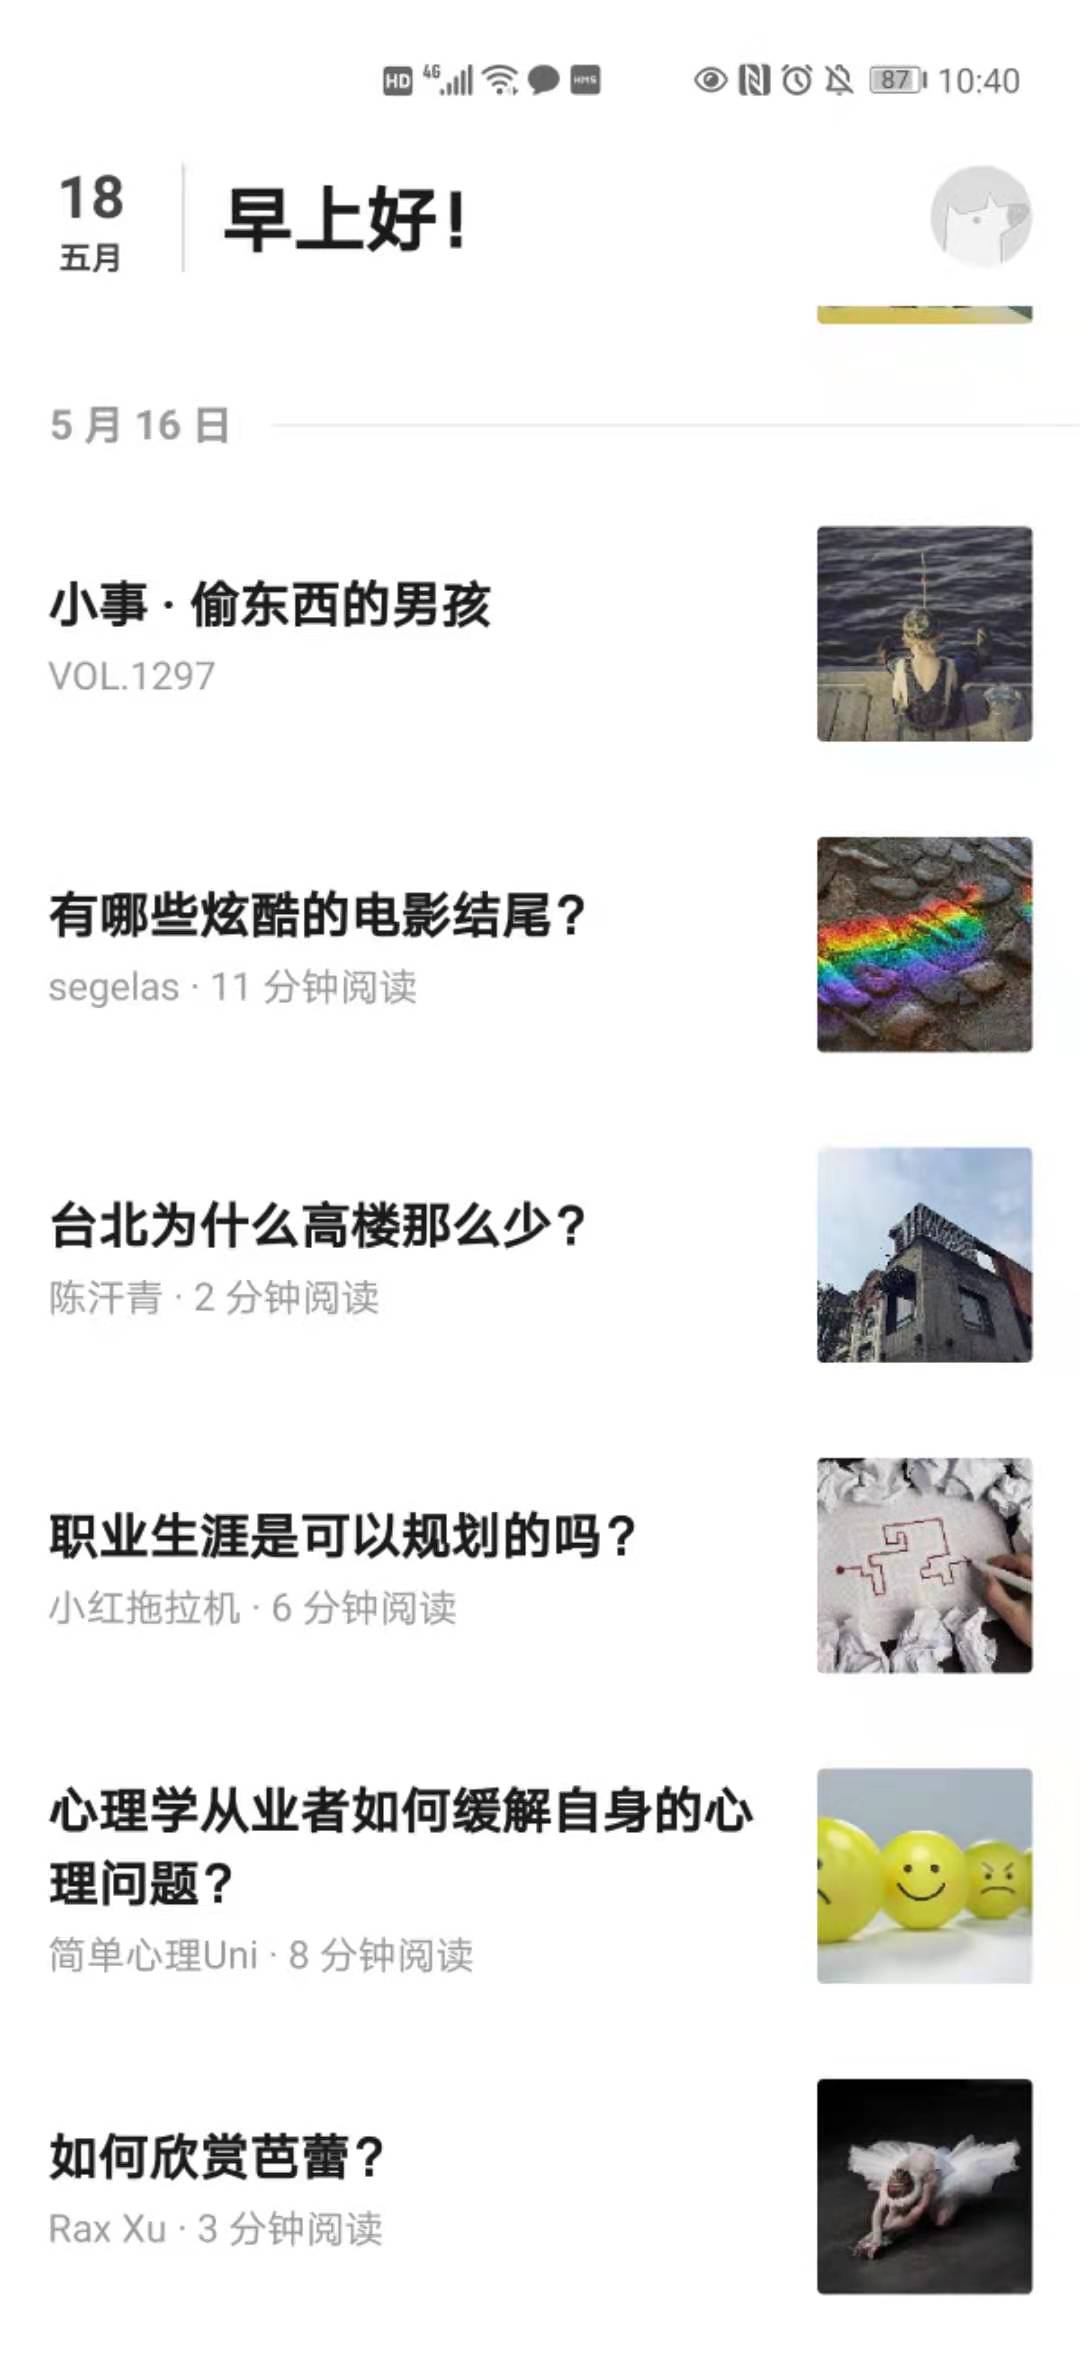 HD 4G HMS 87 10:40
18
五月
早上好!
5 月 16 日
小事 · 偷东西的男孩
VOL.1297
有哪些炫酷的电影结尾?
segelas · 11 分钟阅读
台北为什么高楼那么少?
陈汗青 · 2 分钟阅读
职业生涯是可以规划的吗?
小红拖拉机 · 6 分钟阅读
心理学从业者如何缓解自身的心
理问题?
简单心理Uni · 8 分钟阅读
如何欣赏芭蕾?
Rax Xu · 3 分钟阅读